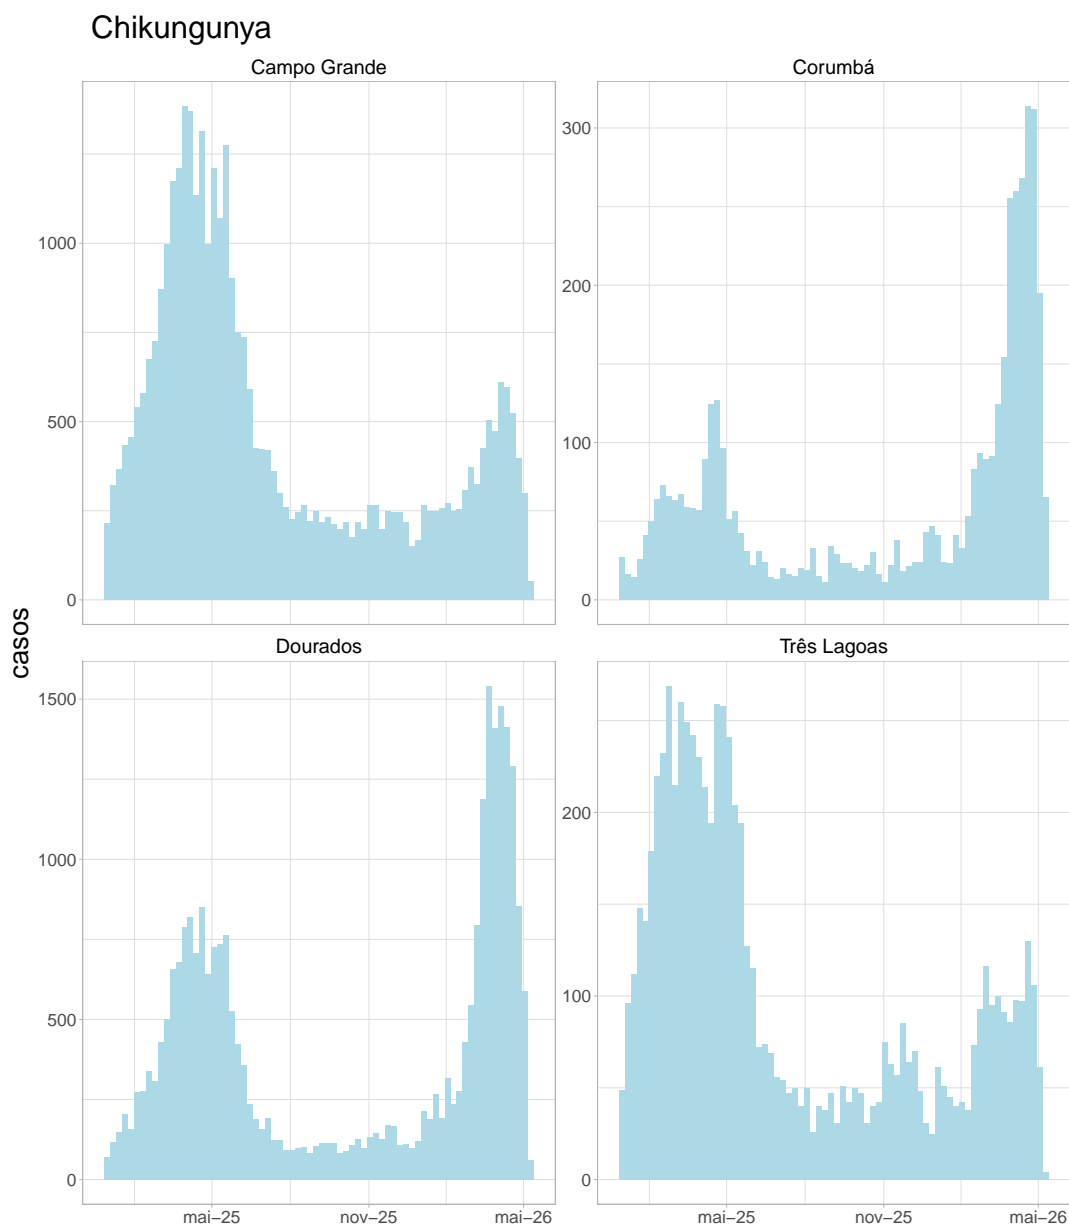 Chikungunya
Campo Grande
Corumbá
1000
500
0
300
200
100
0
casos
Dourados
Três Lagoas
1500
1000
500
0
200
100
0
mai–25
nov–25
mai–26
mai–25
nov–25
mai–26